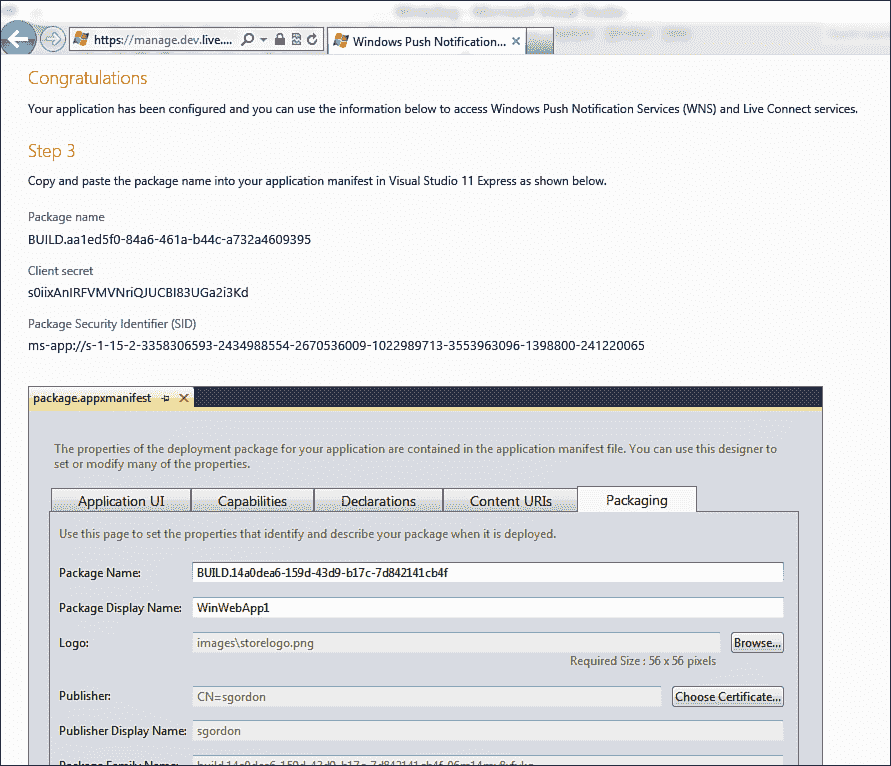 https://manage.dev.live....
Windows Push Notification...
Congratulations
Your application has been configured and you can use the information below to access Windows Push Notification Services (WNS) and Live Connect services.
Step 3
Copy and paste the package name into your application manifest in Visual Studio 11 Express as shown below.
Package name
BUILD.aa1ed5f0-84a6-461a-b44c-a732a4609395
Client secret
s0iixAnIRFVMVNriQJUCBI83UGa2i3Kd
Package Security Identifier (SID)
ms-app://s-1-15-2-3358306593-2434988554-2670536009-1022989713-3553963096-1398800-241220065
package.appxmanifest
The properties of the deployment package for your application are contained in the application manifest file. You can use this designer to
set or modify many of the properties.
Application UI Capabilities Declarations Content URIs Packaging
Use this page to set the properties that identify and describe your package when it is deployed.
Package Name: BUILD.14a0dea6-159d-43d9-b17c-7d842141cb4f
Package Display Name: WinWebApp1
Logo: images\storelogo.png Browse...
Required Size : 56 x 56 pixels
Publisher: CN=sgordon Choose Certificate...
Publisher Display Name: sgordon
Package Family Name: